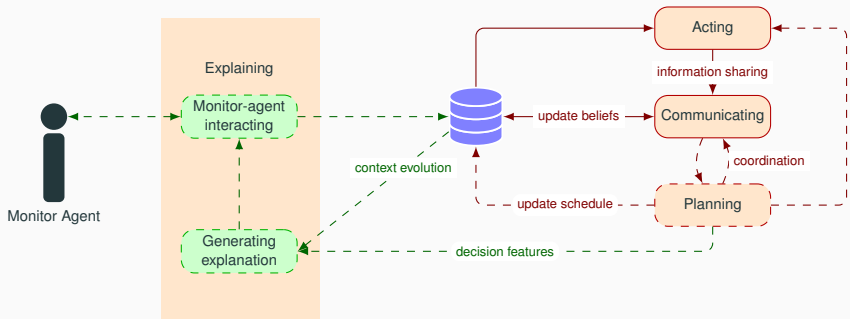 Acting
Explaining
information sharing
Monitor-agent
interacting
update beliefs
Communicating
context evolution
coordination
Monitor Agent
update schedule
Planning
Generating
explanation
decision features